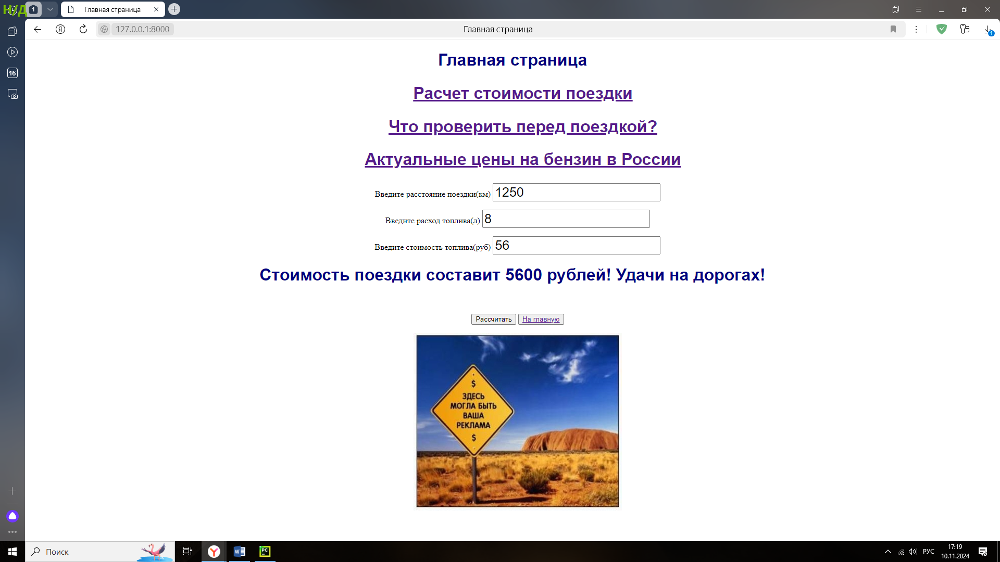 Н/Д
1
Главная страница
127.0.0.1:8000
Главная страница
1
16
Главная страница
Расчет стоимости поездки
Что проверить перед поездкой?
Актуальные цены на бензин в России
Введите расстояние поездки(км) 1250
Введите расход топлива(л) 8
Введите стоимость топлива(руб) 56
Стоимость поездки составит 5600 рублей! Удачи на дорогах!
Рассчитать На главную
$
ЗДЕСЬ
МОГЛА БЫТЬ
ВАША
РЕКЛАМА
$
Поиск
PC
РУС
17:19
10.11.2024